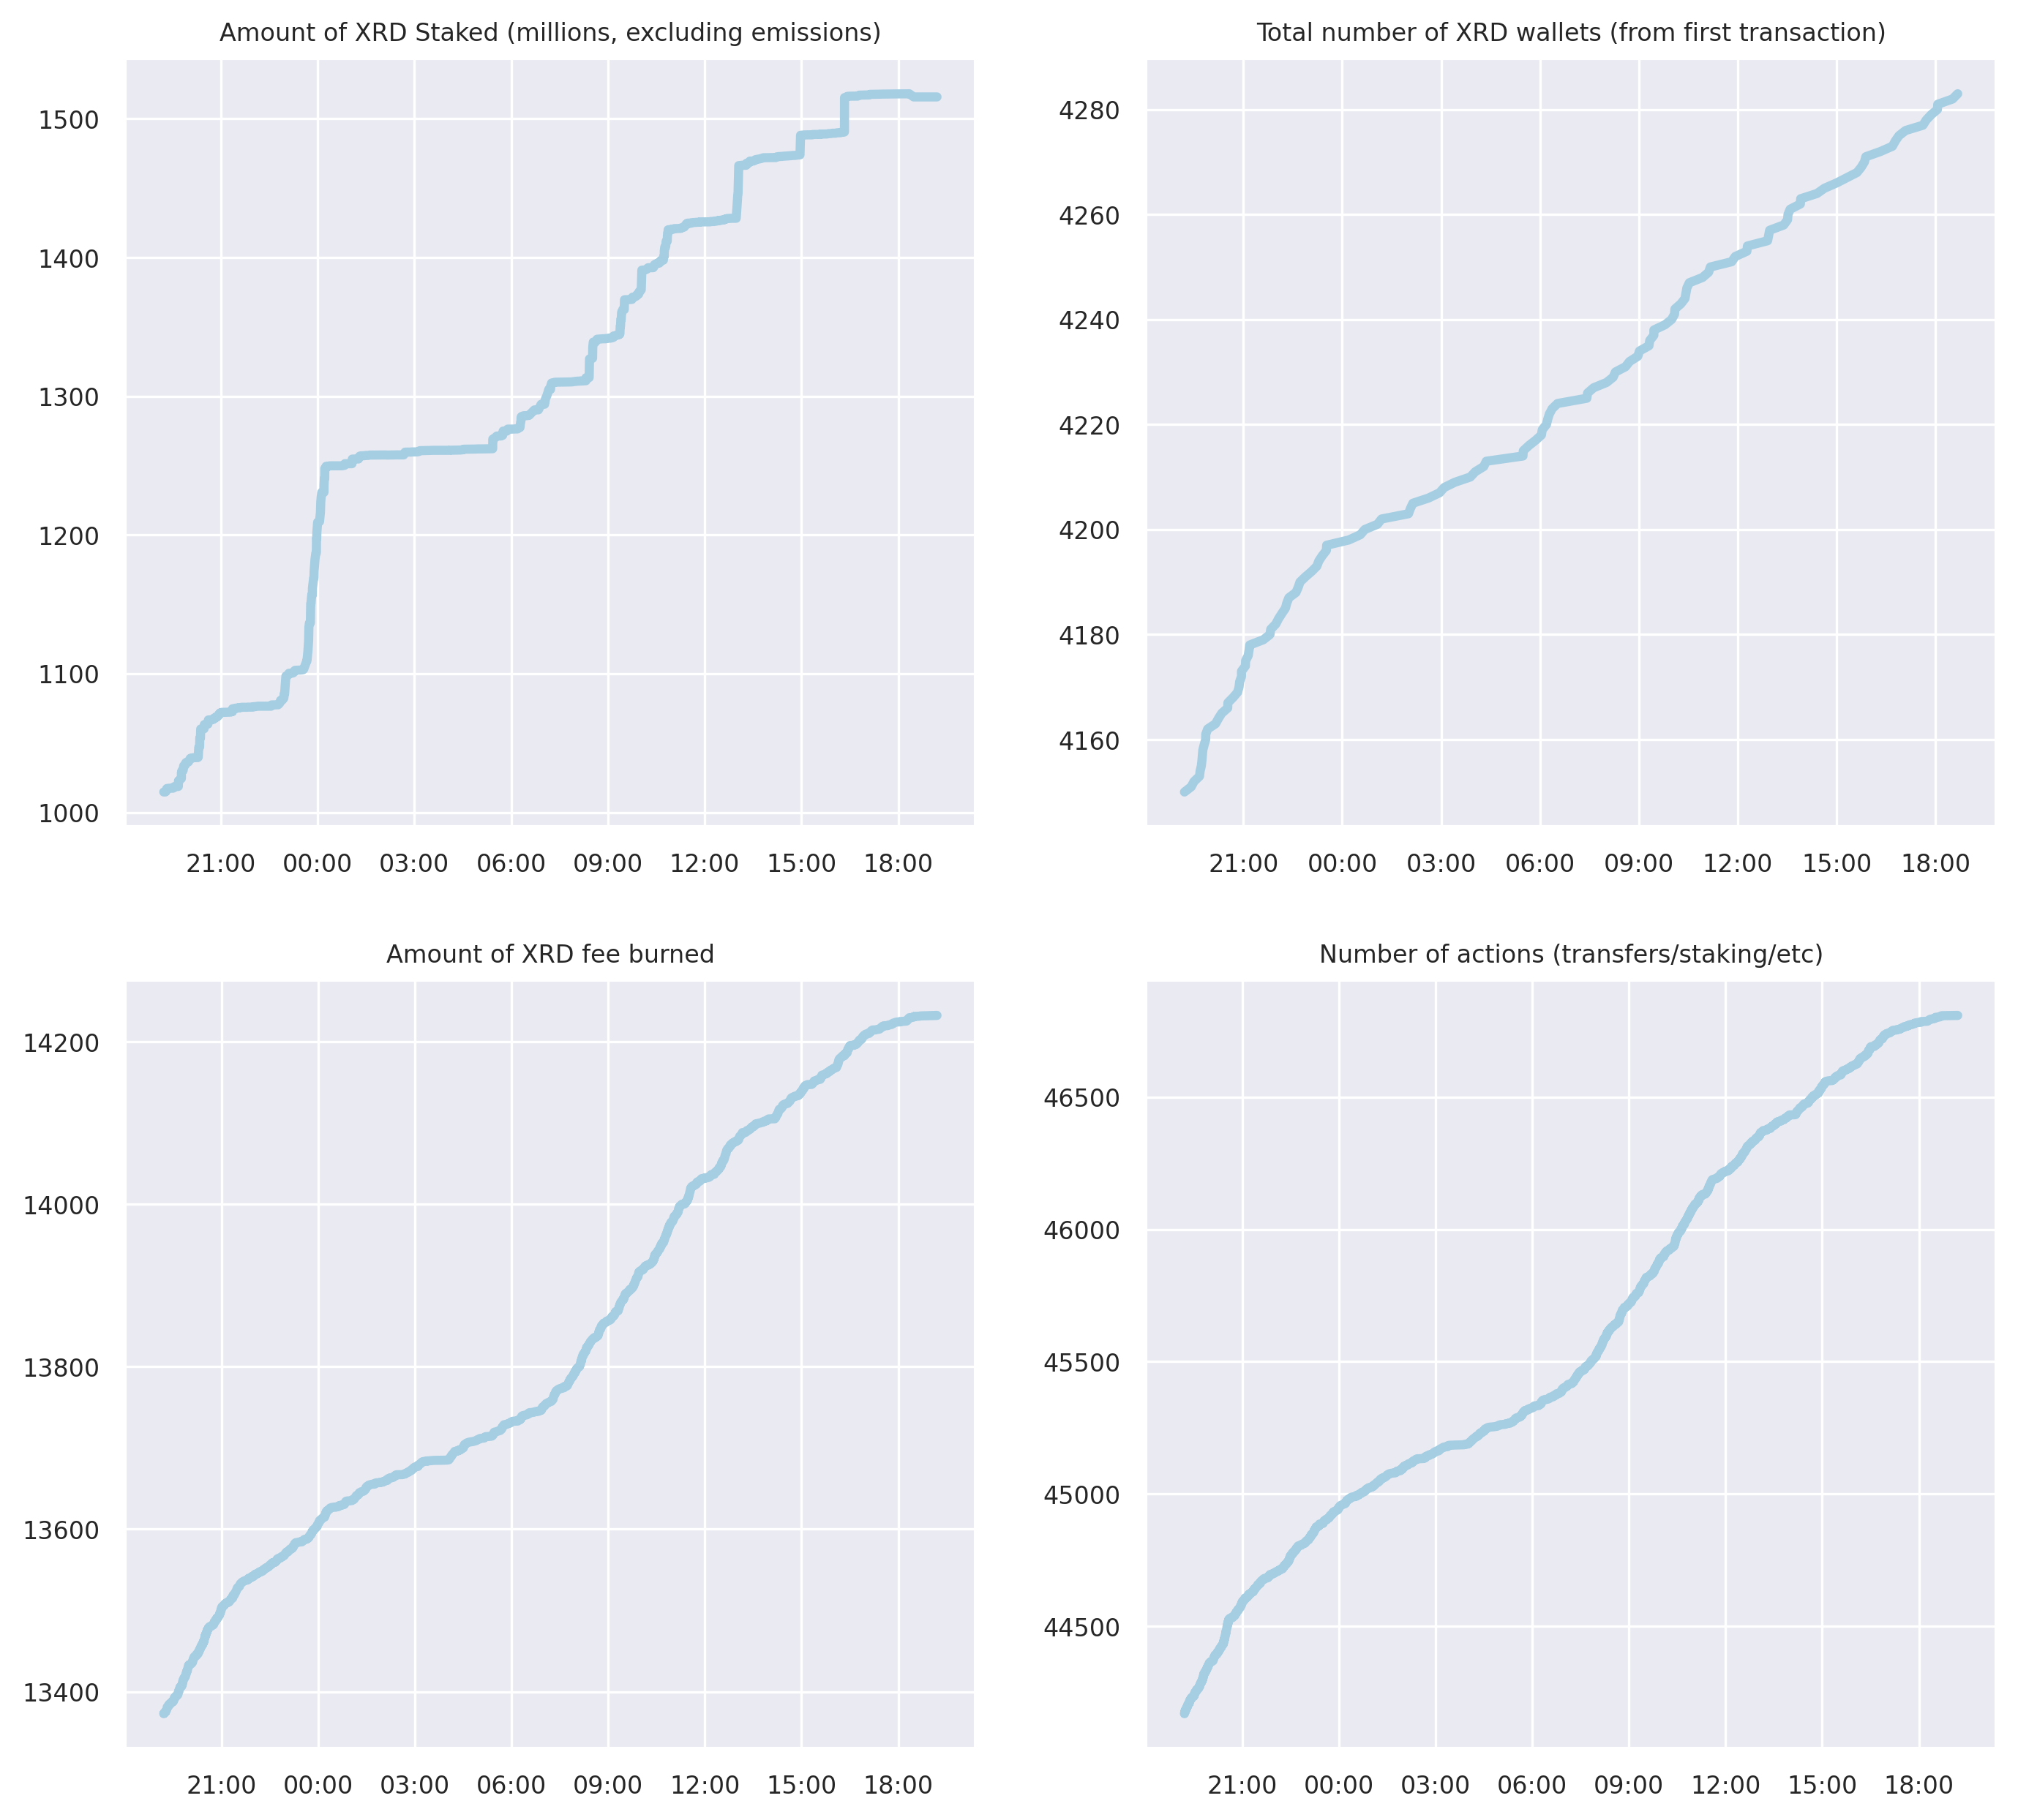 Amount of XRD Staked (millions, excluding emissions)
1500
1400
1300
1200
1100
1000
21:00 00:00 03:00 06:00 09:00 12:00 15:00 18:00
Total number of XRD wallets (from first transaction)
4280
4260
4240
4220
4200
4180
4160
21:00 00:00 03:00 06:00 09:00 12:00 15:00 18:00
Amount of XRD fee burned
14200
14000
13800
13600
13400
21:00 00:00 03:00 06:00 09:00 12:00 15:00 18:00
Number of actions (transfers/staking/etc)
46500
46000
45500
45000
44500
21:00 00:00 03:00 06:00 09:00 12:00 15:00 18:00